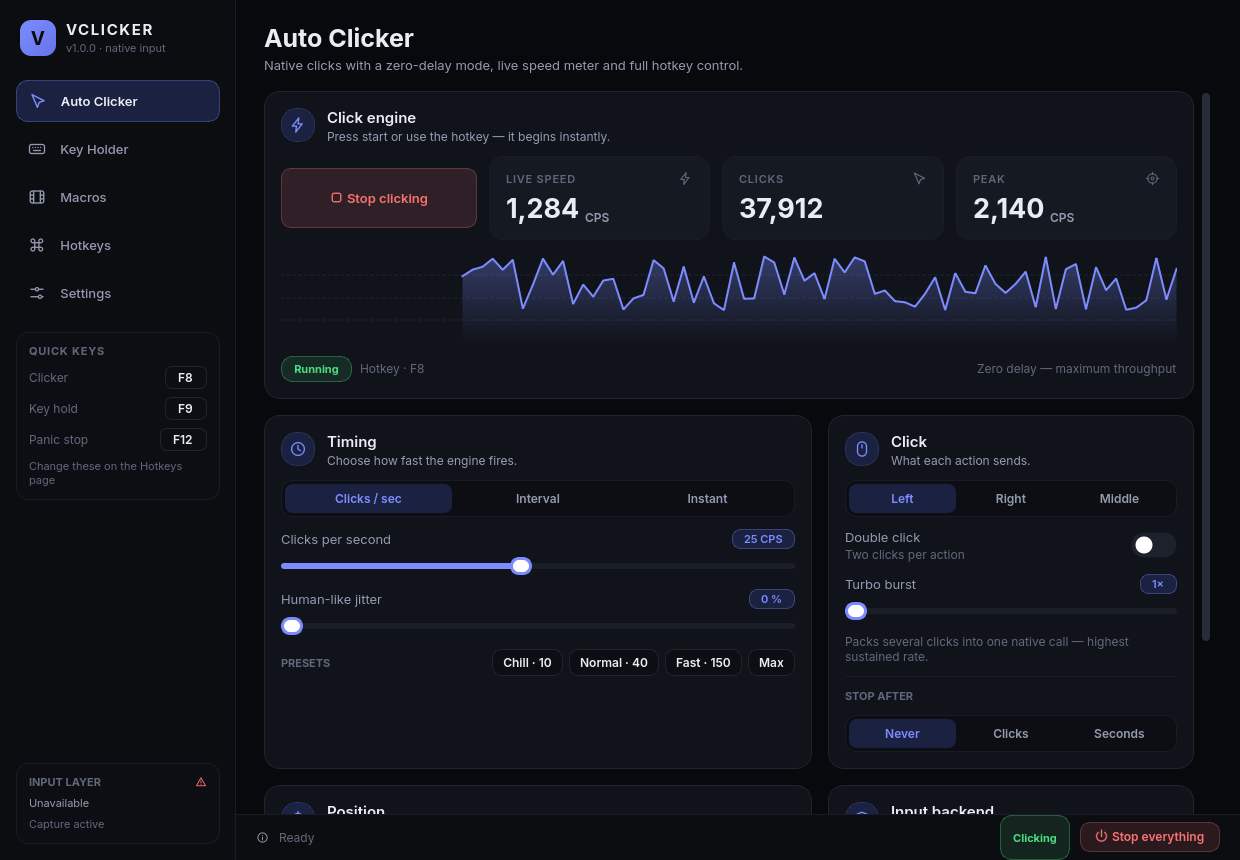 V
VCLICKER
v1.0.0 · native input
Auto Clicker
Key Holder
Macros
Hotkeys
Settings
QUICK KEYS
Clicker F8
Key hold F9
Panic stop F12
Change these on the Hotkeys
page
INPUT LAYER
Unavailable
Capture active
Auto Clicker
Native clicks with a zero-delay mode, live speed meter and full hotkey control.
Click engine
Press start or use the hotkey — it begins instantly.
Stop clicking
LIVE SPEED
1,284 CPS
CLICKS
37,912
PEAK
2,140 CPS
Running Hotkey · F8 Zero delay — maximum throughput
Timing
Choose how fast the engine fires.
Clicks / sec Interval Instant
Clicks per second 25 CPS
Human-like jitter 0 %
PRESETS Chill · 10 Normal · 40 Fast · 150 Max
Click
What each action sends.
Left Right Middle
Double click
Two clicks per action
Turbo burst 1×
Packs several clicks into one native call — highest
sustained rate.
STOP AFTER
Never Clicks Seconds
Position
Input backend
Ready Clicking Stop everything